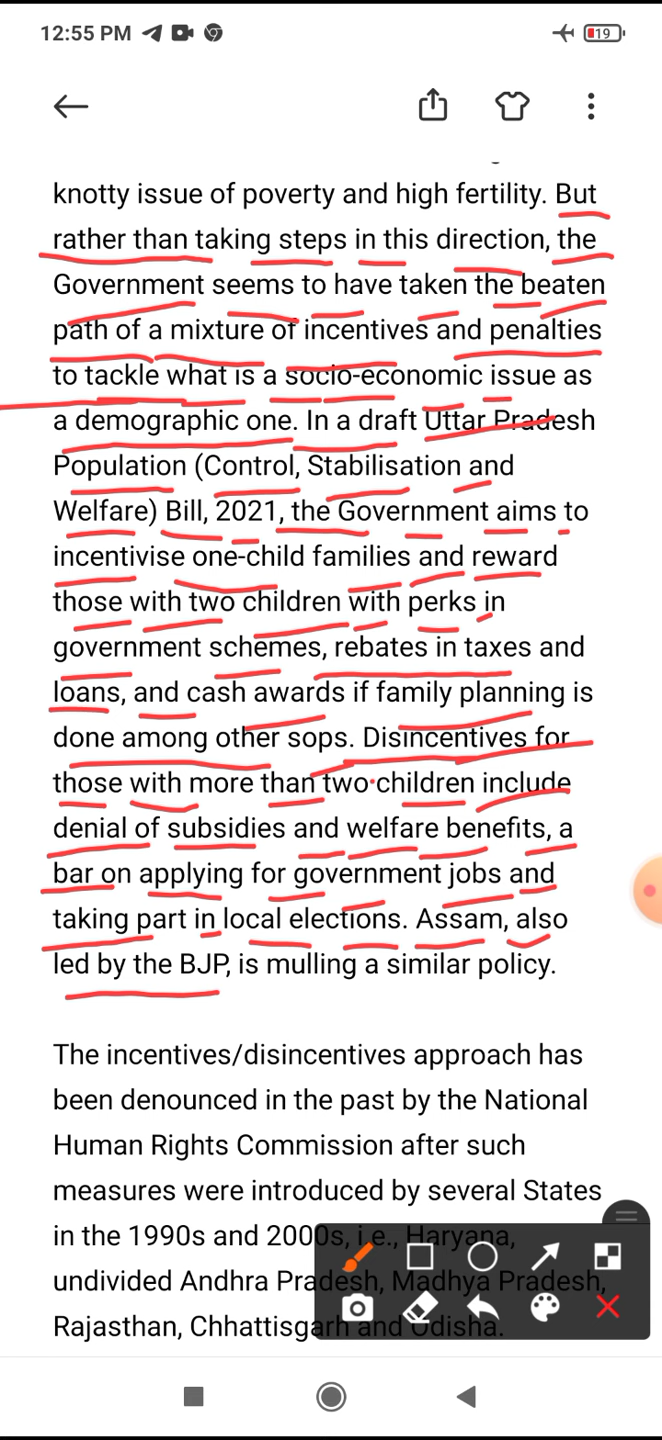 12:55 PM
19
knotty issue of poverty and high fertility. But
rather than taking steps in this direction, the
Government seems to have taken the beaten
path of a mixture of incentives and penalties
to tackle what is a socio-economic issue as
a demographic one. In a draft Uttar Pradesh
Population (Control, Stabilisation and
Welfare) Bill, 2021, the Government aims to
incentivise one-child families and reward
those with two children with perks in
government schemes, rebates in taxes and
loans, and cash awards if family planning is
done among other sops. Disincentives for
those with more than two children include
denial of subsidies and welfare benefits, a
bar on applying for government jobs and
taking part in local elections. Assam, also
led by the BJP, is mulling a similar policy.
The incentives/disincentives approach has
been denounced in the past by the National
Human Rights Commission after such
measures were introduced by several States
in the 1990s and 2000s, i.e., Haryana,
undivided Andhra Pradesh, Madhya Pradesh,
Rajasthan, Chhattisgarh and Odisha.